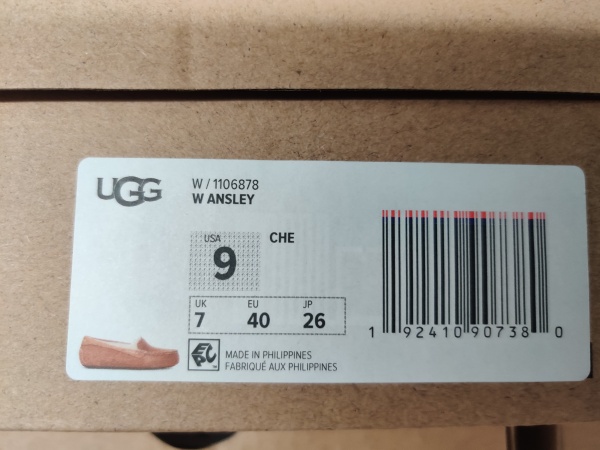 UGG
W / 1106878
W ANSLEY
USA
9
CHE
UK EU JP
7 40 26
1 92410 90738 0
EPC
MADE IN PHILIPPINES
FABRIQUÉ AUX PHILIPPINES